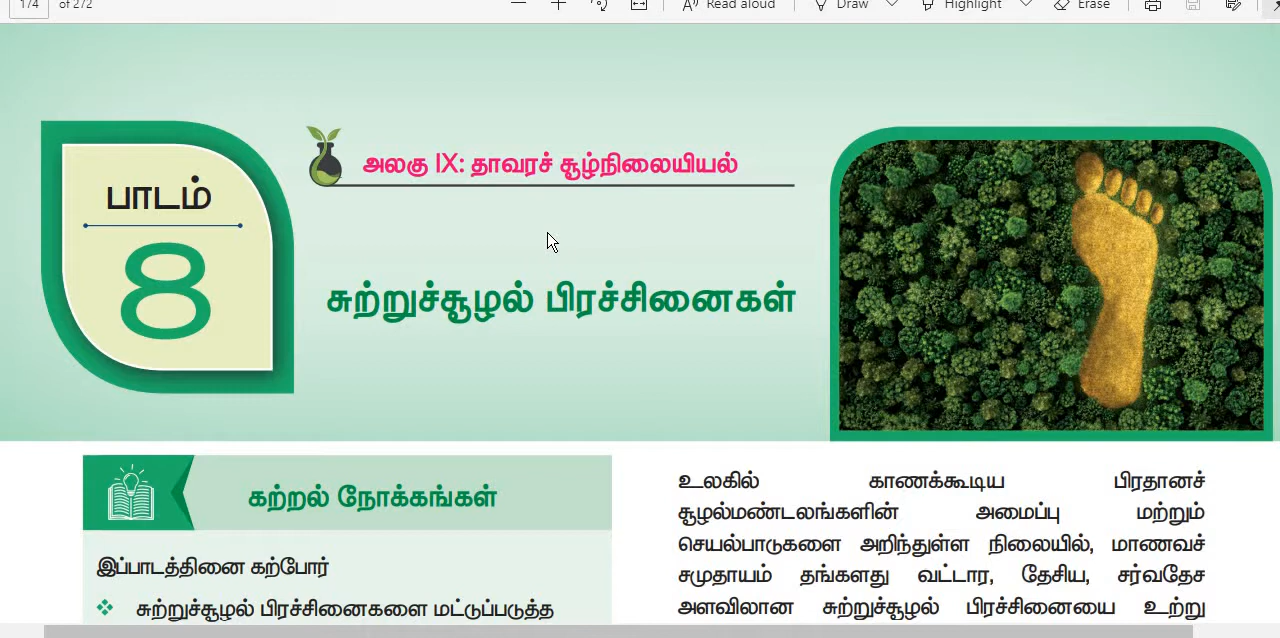 174 of 272 Read aloud Draw Highlight Erase
அலகு IX: தாவரச் சூழ்நிலையியல்
பாடம்
8
சுற்றுச்சூழல் பிரச்சினைகள்
கற்றல் நோக்கங்கள்
இப்பாடத்தினை கற்போர்
சுற்றுச்சூழல் பிரச்சினைகளை மட்டுப்படுத்த
உலகில் காணக்கூடிய பிரதானச்
சூழல்மண்டலங்களின் அமைப்பு மற்றும்
செயல்பாடுகளை அறிந்துள்ள நிலையில், மாணவச்
சமுதாயம் தங்களது வட்டார, தேசிய, சர்வதேச
அளவிலான சுற்றுச்சூழல் பிரச்சினையை உற்று